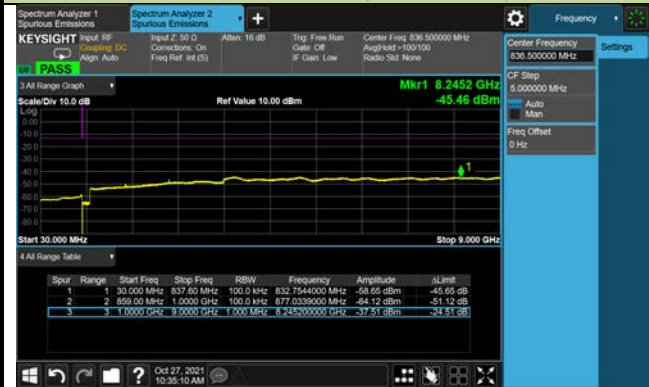 Spectrum Analyzer 1
Spurious Emissions
Spectrum Analyzer 2
Spurious Emissions
+
Frequency
KEYSIGHT
Input: RF
Coupling: DC
Align: Auto
Input Z: 50 Ω
Corrections: On
Freq Ref: Int (S)
Atten: 16 dB
Trig: Free Run
Gate: Off
IF Gain: Low
Center Freq: 836.500000 MHz
Avg|Hold:>100/100
Radio Std: None
PASS
Center Frequency
836.500000 MHz
Settings
CF Step
5.000000 MHz
Auto
Man
Freq Offset
0 Hz
3 All Range Graph
Mkr1 8.2452 GHz
Scale/Div 10.0 dB
Ref Value 10.00 dBm
-45.46 dBm
Log
0.00
-10.0
-20.0
-30.0
-40.0
-50.0
-60.0
-70.0
-80.0
1
Start 30.000 MHz
Stop 9.000 GHz
4 All Range Table
Spur Range Start Freq Stop Freq RBW Frequency Amplitude ΔLimit
1 1 30.000 MHz 837.60 MHz 100.0 kHz 832.7544000 MHz -58.65 dBm -45.65 dB
2 2 859.00 MHz 1.0000 GHz 100.0 kHz 877.0339000 MHz -64.12 dBm -51.12 dB
3 3 1.0000 GHz 9.0000 GHz 1.000 MHz 8.245200000 GHz -37.51 dBm -24.51 dB
?
Oct 27, 2021
10:35:10 AM